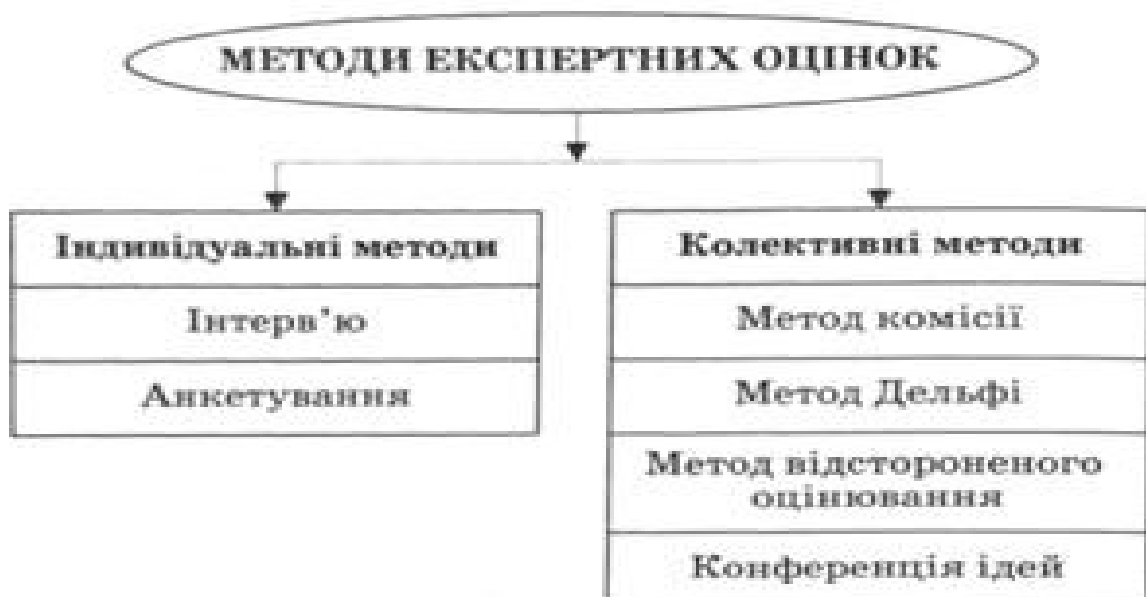 МЕТОДИ ЕКСПЕРТНИХ ОЦІНОК
Індивідуальні методи
Інтерв’ю
Анкетування
Колективні методи
Метод комісії
Метод Дельфі
Метод відстороненого
оцінювання
Конференція ідей